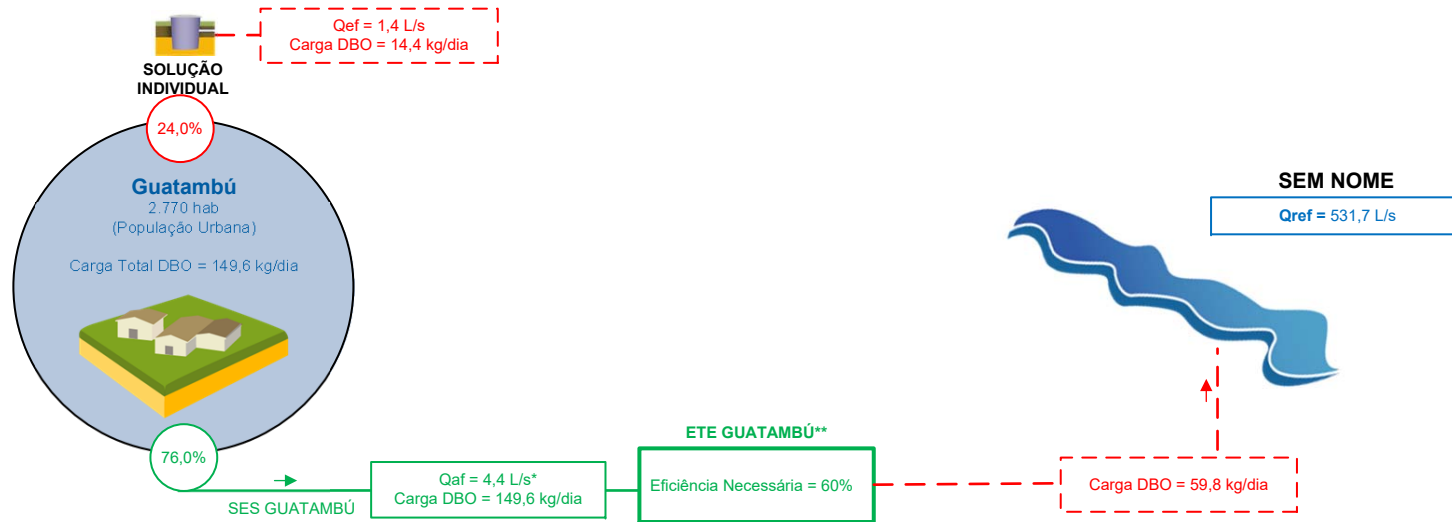 Qef = 1,4 L/s
Carga DBO = 14,4 kg/dia
SOLUÇÃO
INDIVIDUAL
24,0%
Guatambú
2.770 hab
(População Urbana)
Carga Total DBO = 149,6 kg/dia
76,0%
SES GUATAMBÚ
Qaf = 4,4 L/s*
Carga DBO = 149,6 kg/dia
ETE GUATAMBÚ**
Eficiência Necessária = 60%
Carga DBO = 59,8 kg/dia
SEM NOME
Qref = 531,7 L/s